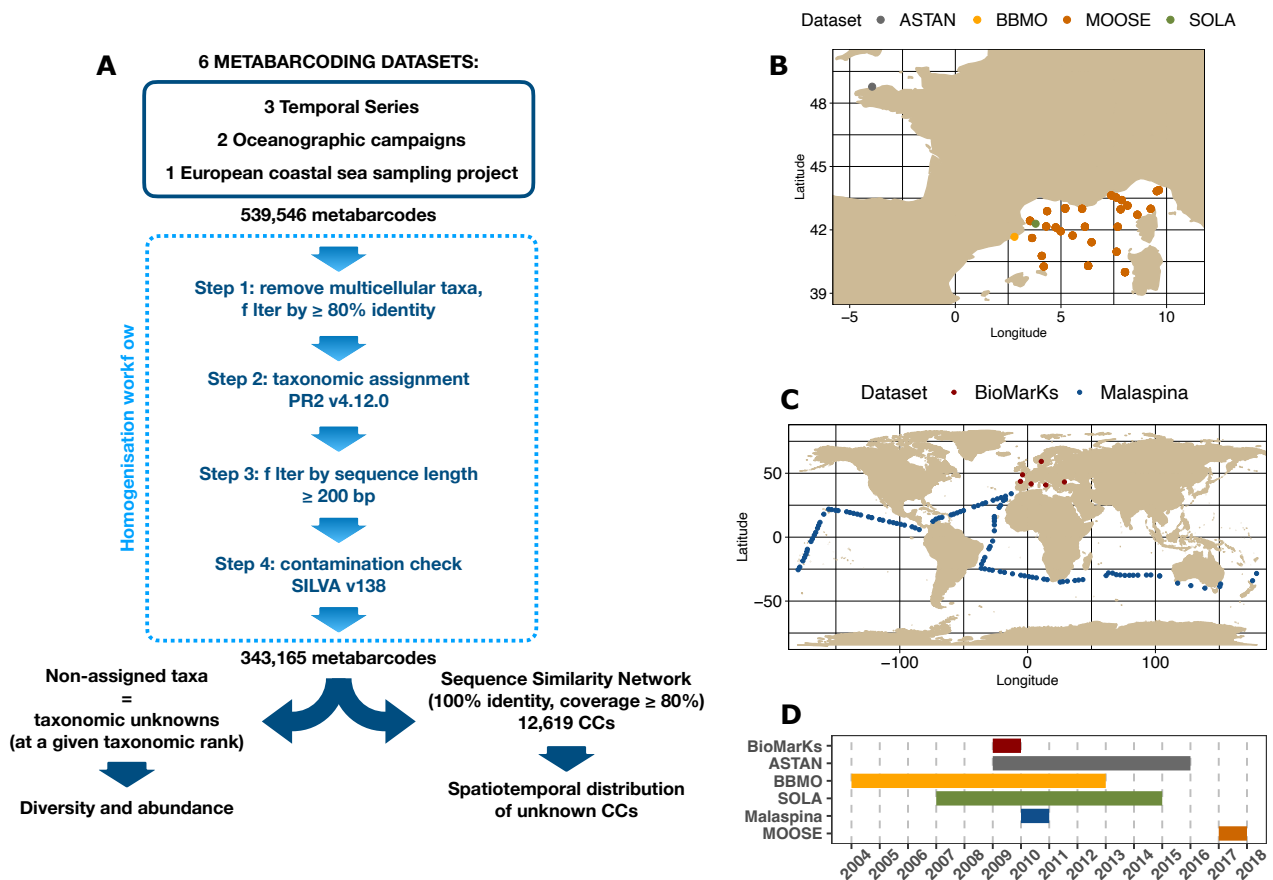 A
6 METABARCODING DATASETS:
3 Temporal Series
2 Oceanographic campaigns
1 European coastal sea sampling project
539,546 metabarcodes
Homogenisation workf ow
Step 1: remove multicellular taxa,
f lter by ≥ 80% identity
Step 2: taxonomic assignment
PR2 v4.12.0
Step 3: f lter by sequence length
≥ 200 bp
Step 4: contamination check
SILVA v138
343,165 metabarcodes
Non-assigned taxa
=
taxonomic unknowns
(at a given taxonomic rank)
Diversity and abundance
Sequence Similarity Network
(100% identity, coverage ≥ 80%)
12,619 CCs
Spatiotemporal distribution
of unknown CCs
Dataset ASTAN BBMO MOOSE SOLA
B
Latitude
48
45
42
39
−5 0 5 10
Longitude
C
Dataset BioMarKs Malaspina
Latitude
50
0
−50
−100 0 100
Longitude
D
BioMarKs
ASTAN
BBMO
SOLA
Malaspina
MOOSE
2004 2005 2006 2007 2008 2009 2010 2011 2012 2013 2014 2015 2016 2017 2018